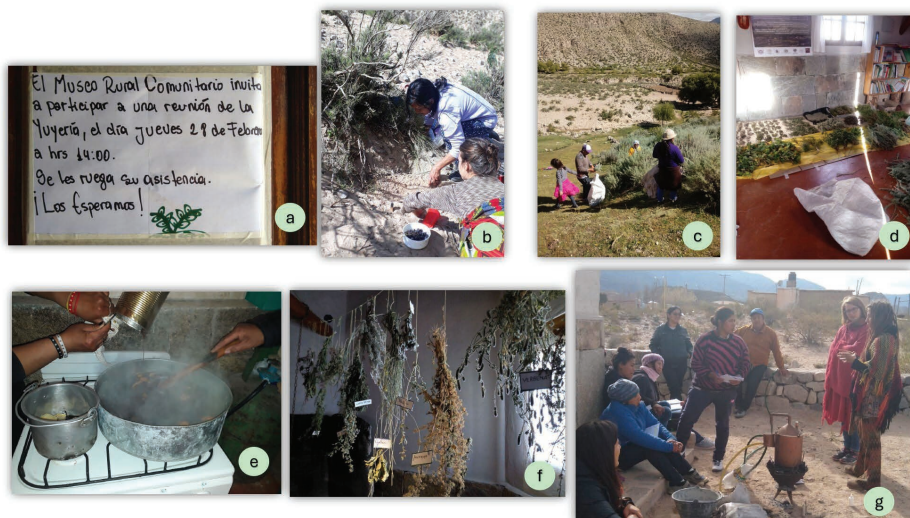 El Museo Rural Comunitario invita
a participar a una reunión de la
Yuyería, el día jueves 28 de Febrero
a hrs 14:00.
Se les ruega su asistencia.
¡Los Esperamos!
a
b
c
d
e
f
g